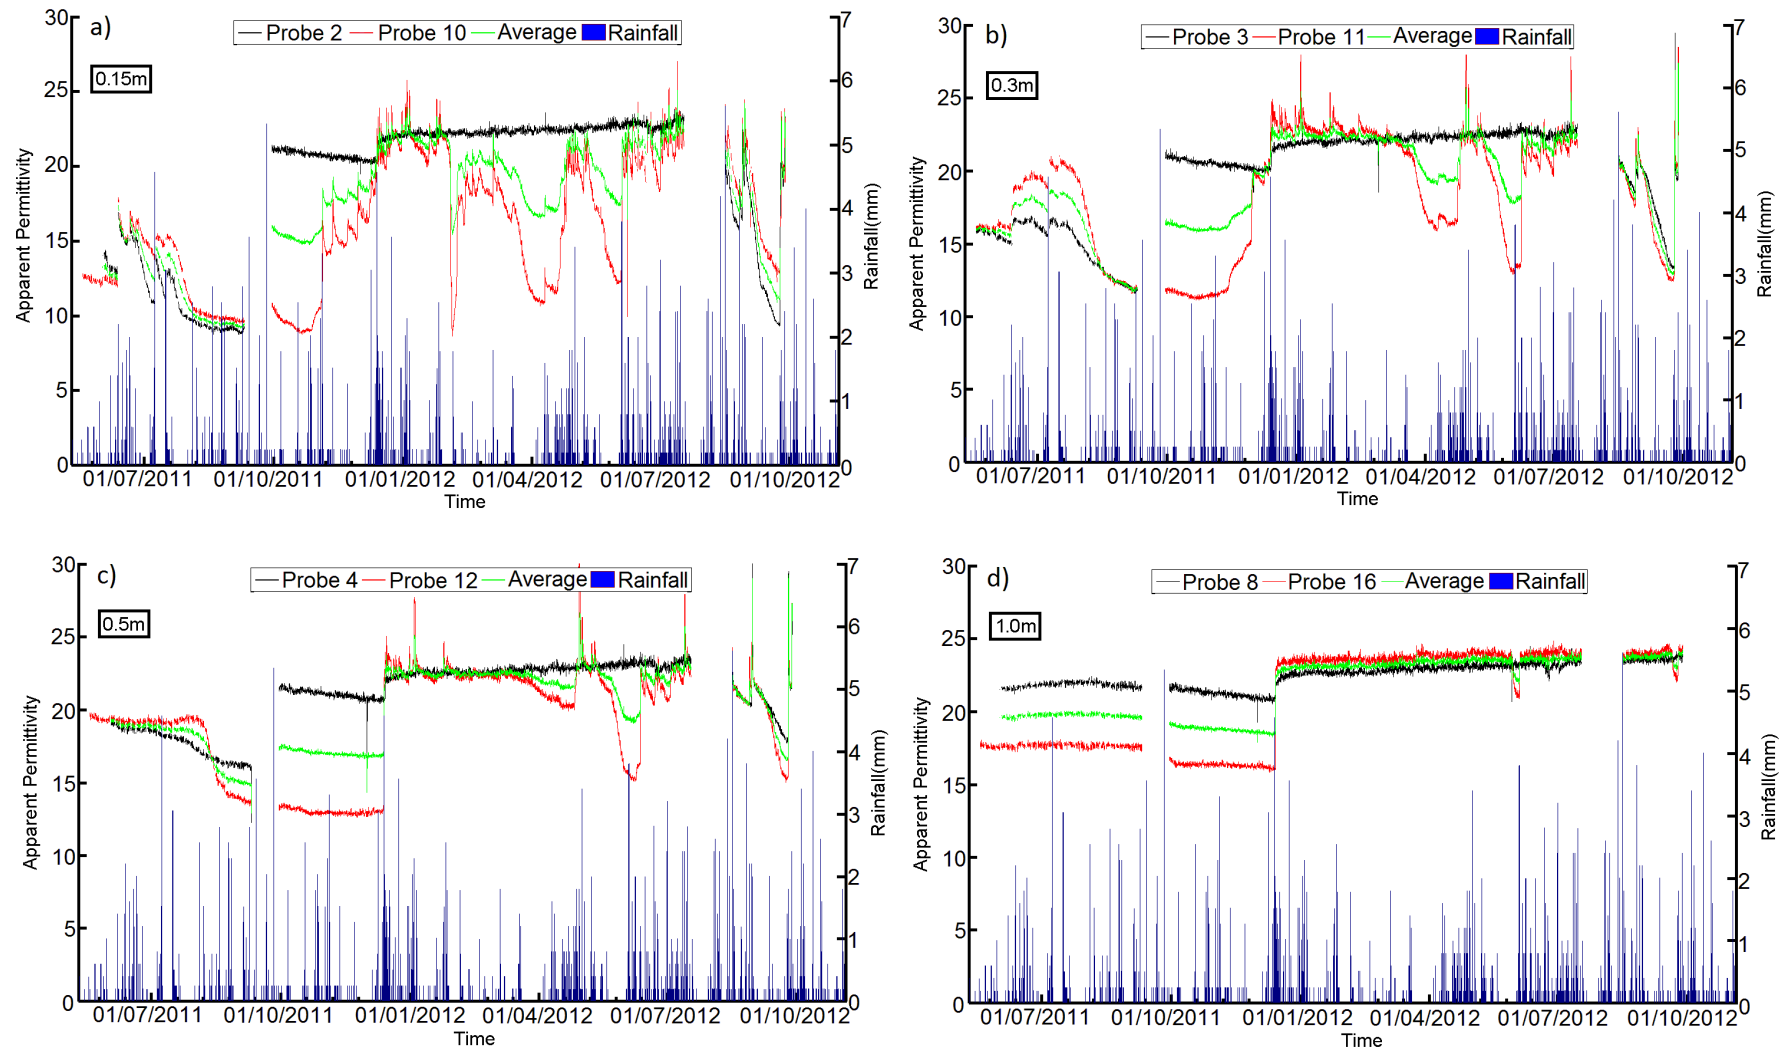 a)
Probe 2 Probe 10 Average Rainfall
0.15m
30
25
20
15
10
5
0
7
6
5
4
3
2
1
0
Apparent Permittivity
Rainfall(mm)
01/07/2011 01/10/2011 01/01/2012 01/04/2012 01/07/2012 01/10/2012
Time
b)
Probe 3 Probe 11 Average Rainfall
0.3m
30
25
20
15
10
5
0
7
6
5
4
3
2
1
0
Apparent Permittivity
Rainfall(mm)
01/07/2011 01/10/2011 01/01/2012 01/04/2012 01/07/2012 01/10/2012
Time
c)
Probe 4 Probe 12 Average Rainfall
0.5m
30
25
20
15
10
5
0
7
6
5
4
3
2
1
0
Apparent Permittivity
Rainfall(mm)
01/07/2011 01/10/2011 01/01/2012 01/04/2012 01/07/2012 01/10/2012
Time
d)
Probe 8 Probe 16 Average Rainfall
1.0m
30
25
20
15
10
5
0
7
6
5
4
3
2
1
0
Apparent Permittivity
Rainfall(mm)
01/07/2011 01/10/2011 01/01/2012 01/04/2012 01/07/2012 01/10/2012
Time